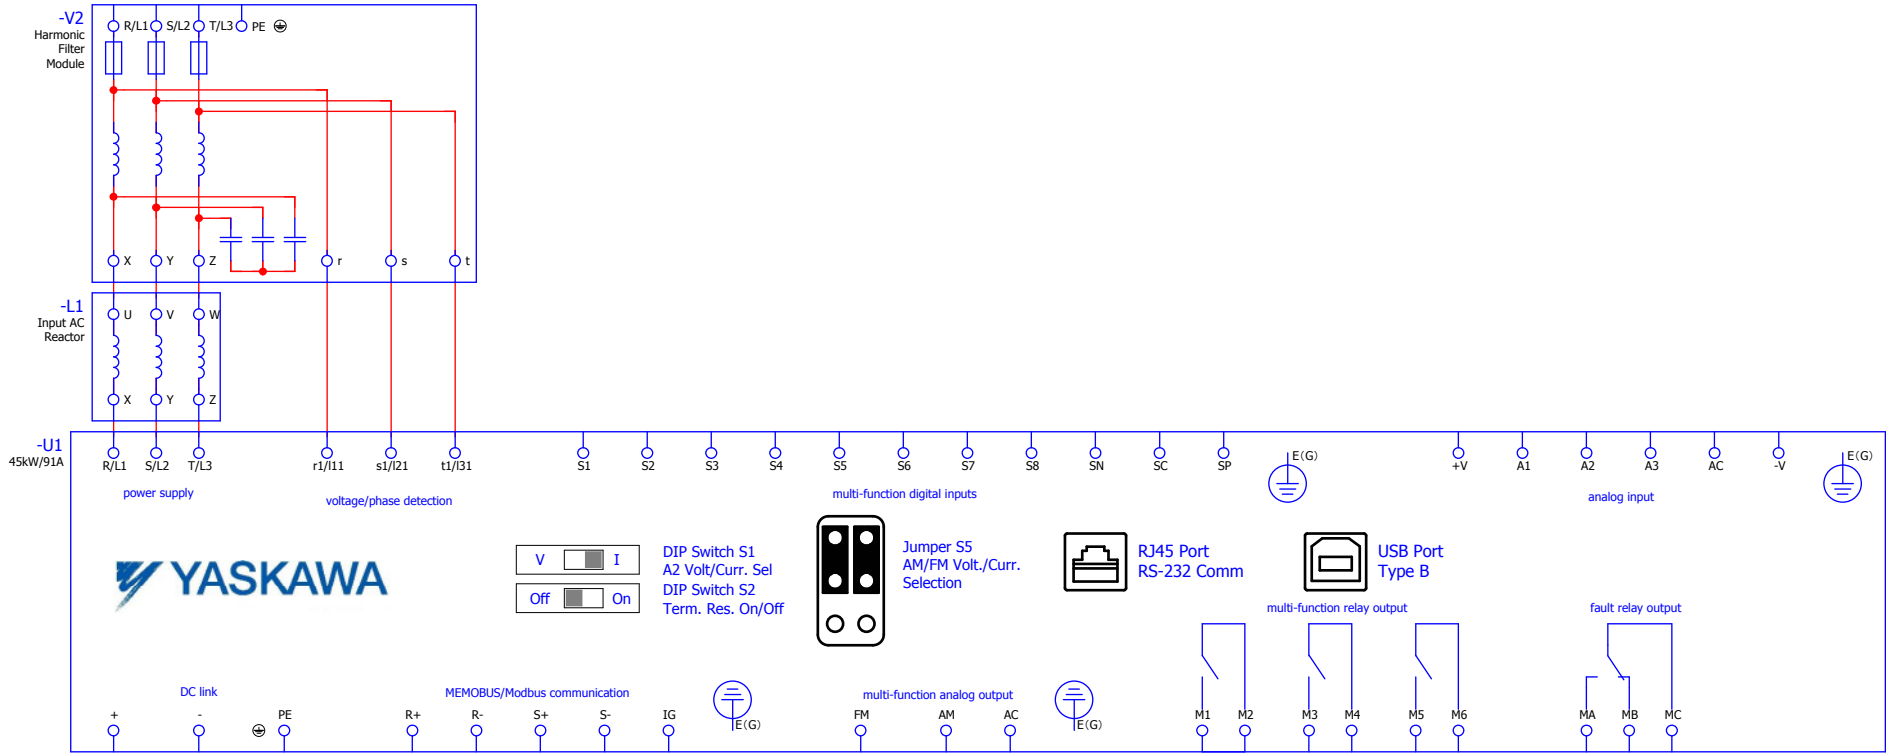 -V2
Harmonic
Filter
Module
R/L1 S/L2 T/L3 PE
X Y Z r s t
-L1
Input AC
Reactor
U V W
X Y Z
-U1
45kW/91A
R/L1 S/L2 T/L3 r1/l11 s1/l21 t1/l31 S1 S2 S3 S4 S5 S6 S7 S8 SN SC SP E(G) +V A1 A2 A3 AC -V E(G)
power supply voltage/phase detection multi-function digital inputs analog input
YASKAWA
V I
DIP Switch S1
A2 Volt/Curr. Sel
Off On
DIP Switch S2
Term. Res. On/Off
Jumper S5
AM/FM Volt./Curr.
Selection
RJ45 Port
RS-232 Comm
USB Port
Type B
multi-function relay output fault relay output
DC link MEMOBUS/Modbus communication multi-function analog output
+ - PE R+ R- S+ S- IG E(G) FM AM AC E(G) M1 M2 M3 M4 M5 M6 MA MB MC